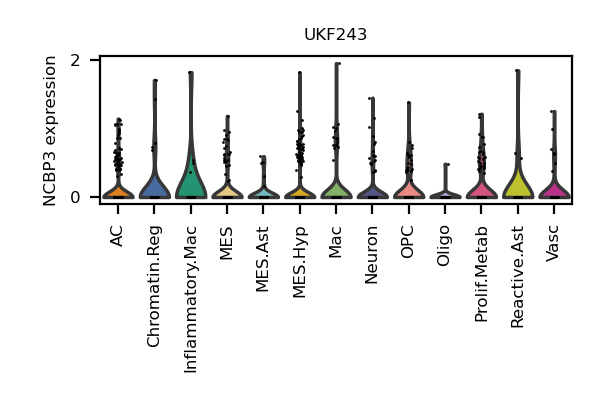 UKF243
NCBP3 expression
2
0
AC
Chromatin.Reg
Inflammatory.Mac
MES
MES.Ast
MES.Hyp
Mac
Neuron
OPC
Oligo
Prolif.Metab
Reactive.Ast
Vasc